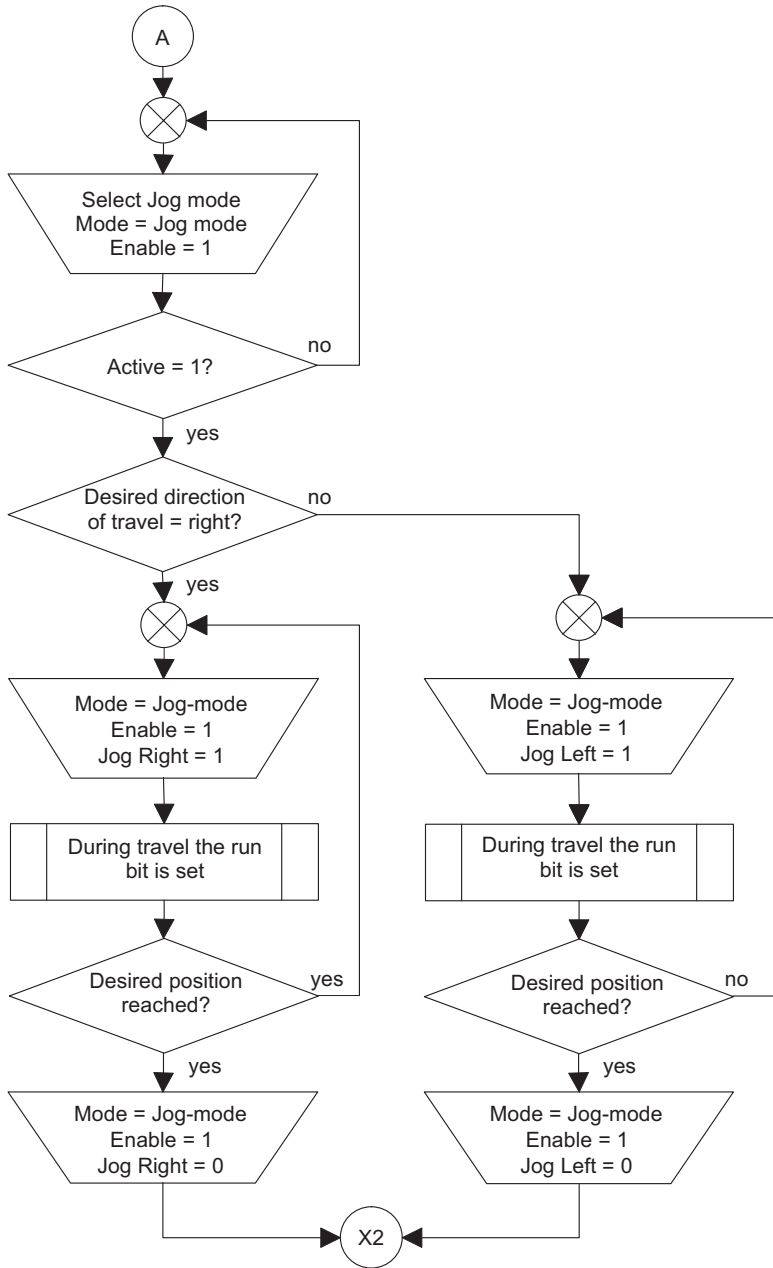 A
Select Jog mode
Mode = Jog mode
Enable = 1
Active = 1?
no
yes
Desired direction
of travel = right?
no
yes
Mode = Jog-mode
Enable = 1
Jog Right = 1
During travel the run
bit is set
Desired position
reached?
yes
yes
Mode = Jog-mode
Enable = 1
Jog Right = 0
Mode = Jog-mode
Enable = 1
Jog Left = 1
During travel the run
bit is set
Desired position
reached?
no
yes
Mode = Jog-mode
Enable = 1
Jog Left = 0
X2